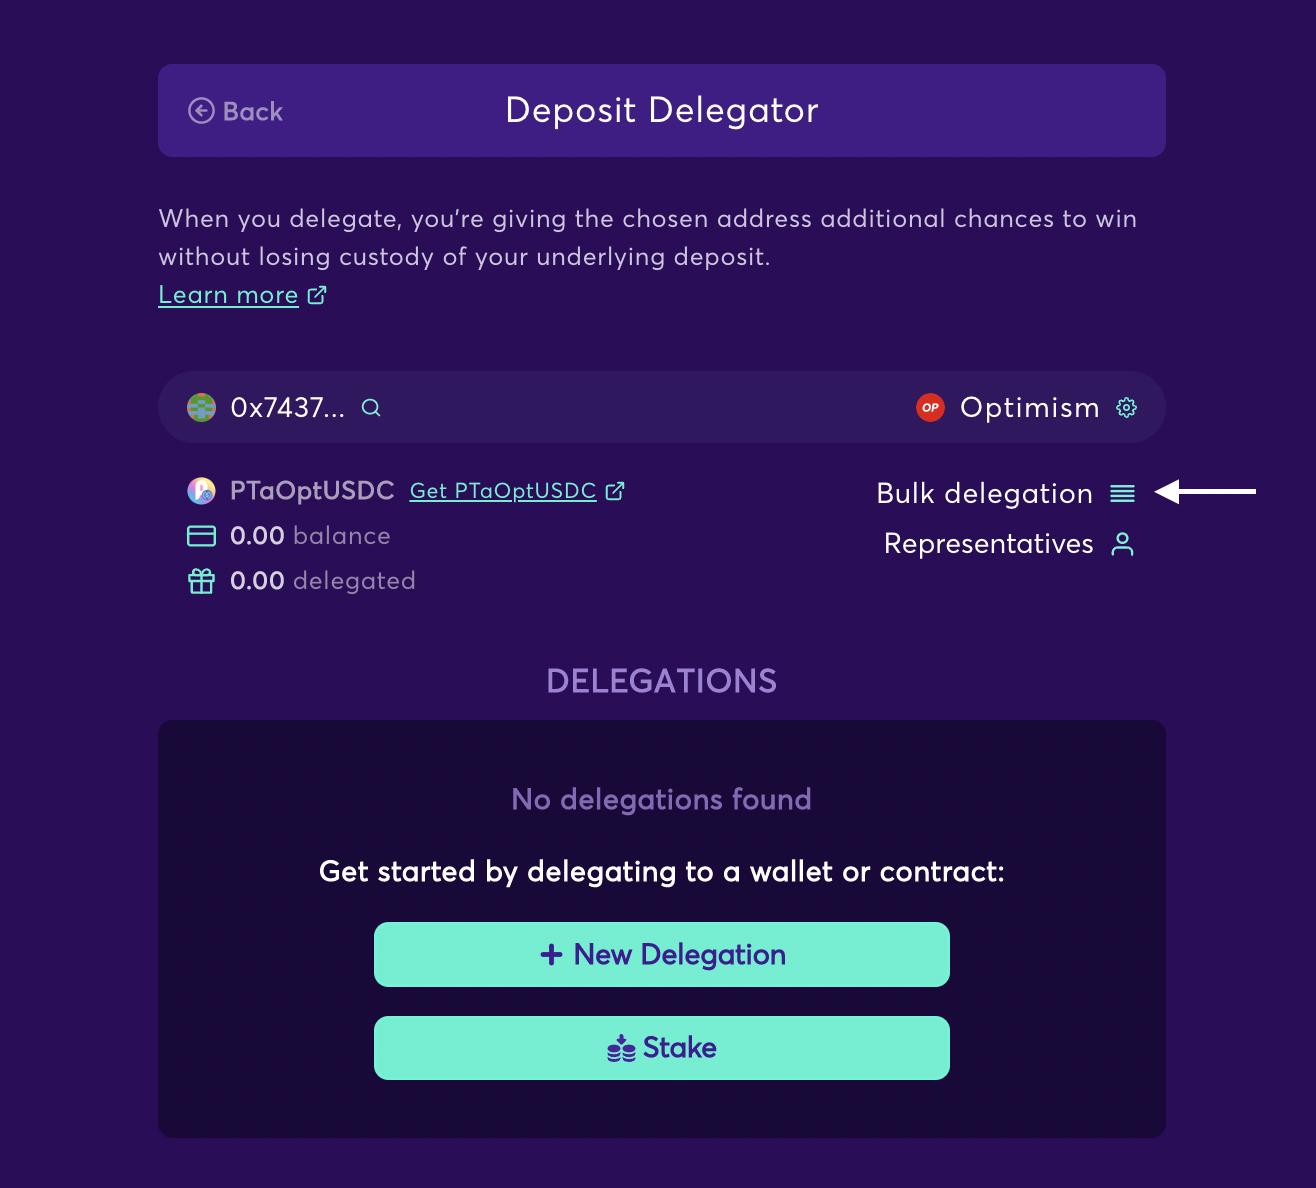 Back
Deposit Delegator
When you delegate, you're giving the chosen address additional chances to win
without losing custody of your underlying deposit.
Learn more
0x7437...
OP Optimism
PTaOptUSDC Get PTaOptUSDC
Bulk delegation
0.00 balance
Representatives
0.00 delegated
DELEGATIONS
No delegations found
Get started by delegating to a wallet or contract:
+ New Delegation
Stake